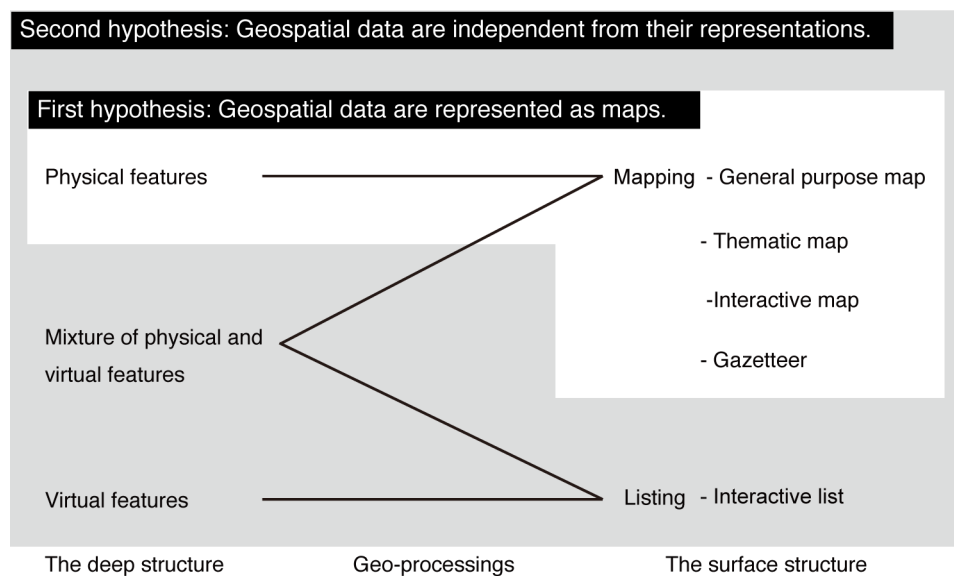 Second hypothesis: Geospatial data are independent from their representations.
First hypothesis: Geospatial data are represented as maps.
Physical features
Mapping - General purpose map
- Thematic map
-Interactive map
- Gazetteer
Mixture of physical and
virtual features
Virtual features
Listing - Interactive list
The deep structure
Geo-processings
The surface structure